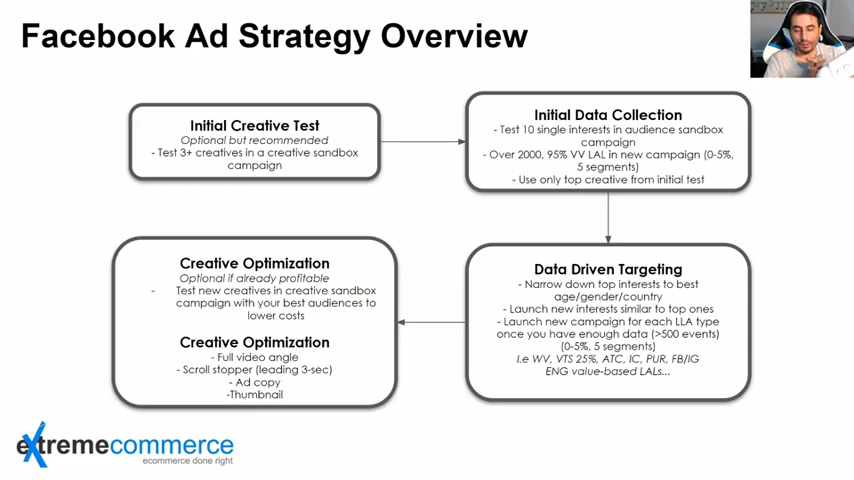 Facebook Ad Strategy Overview
Initial Creative Test
Optional but recommended
- Test 3+ creatives in a creative sandbox
campaign
Initial Data Collection
- Test 10 single interests in audience sandbox
campaign
- Over 2000, 95% VV LAL in new campaign (0-5%,
5 segments)
- Use only top creative from initial test
Data Driven Targeting
- Narrow down top interests to best
age/gender/country
- Launch new interests similar to top ones
- Launch new campaign for each LLA type
once you have enough data (>500 events)
(0-5%, 5 segments)
I.e WV, VTS 25%, ATC, IC, PUR, FB/IG
ENG value-based LALs...
Creative Optimization
Optional if already profitable
- Test new creatives in creative sandbox
campaign with your best audiences to
lower costs
Creative Optimization
- Full video angle
- Scroll stopper (leading 3-sec)
- Ad copy
-Thumbnail
extremecommerce
ecommerce done right